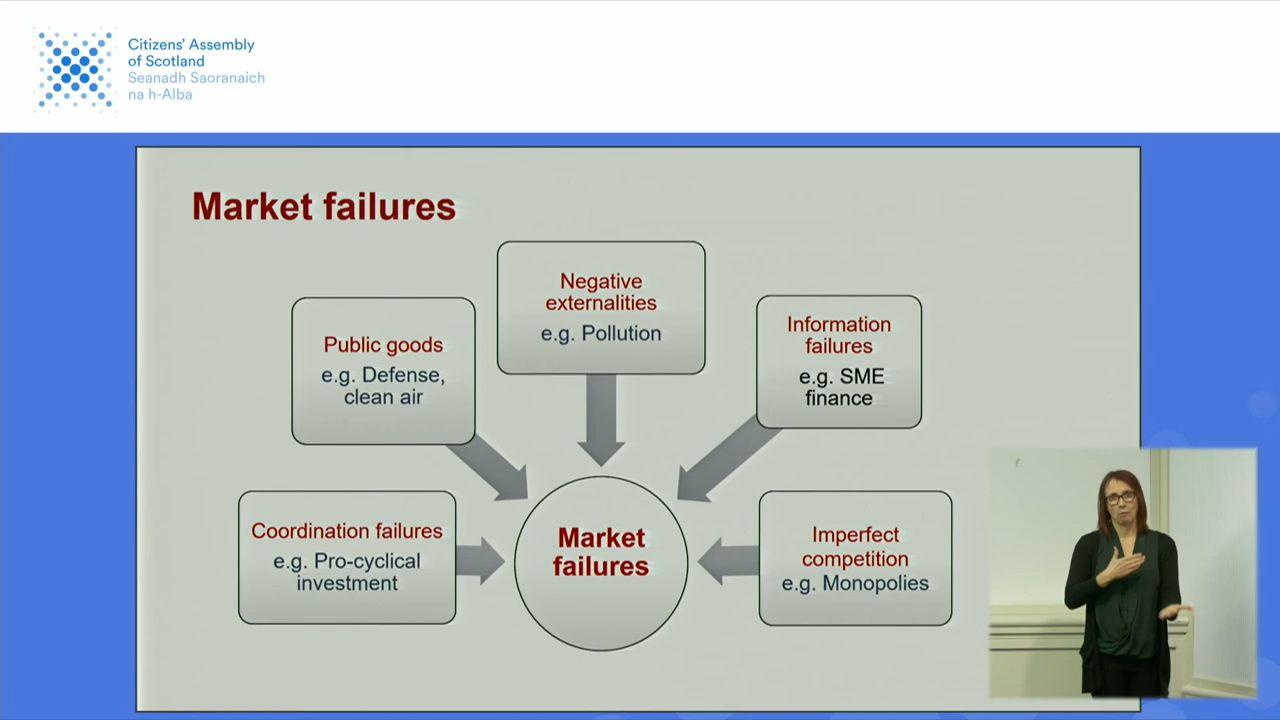 Citizens' Assembly
of Scotland
Seanadh Saoranaich
na h-Alba
Market failures
Negative
externalities
e.g. Pollution
Public goods
e.g. Defense,
clean air
Information
failures
e.g. SME
finance
Coordination failures
e.g. Pro-cyclical
investment
Market
failures
Imperfect
competition
e.g. Monopolies